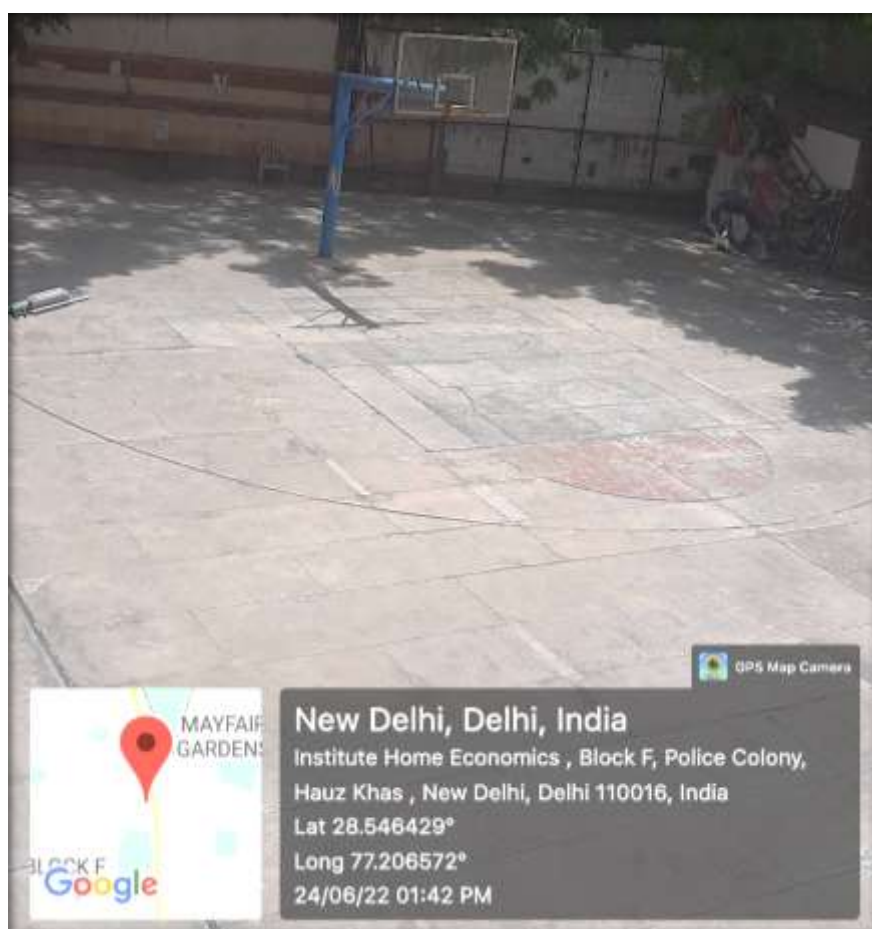 GPS Map Camera
MAYFAIR
GARDENS
BLOCK F
Google
New Delhi, Delhi, India
Institute Home Economics , Block F, Police Colony,
Hauz Khas , New Delhi, Delhi 110016, India
Lat 28.546429°
Long 77.206572°
24/06/22 01:42 PM